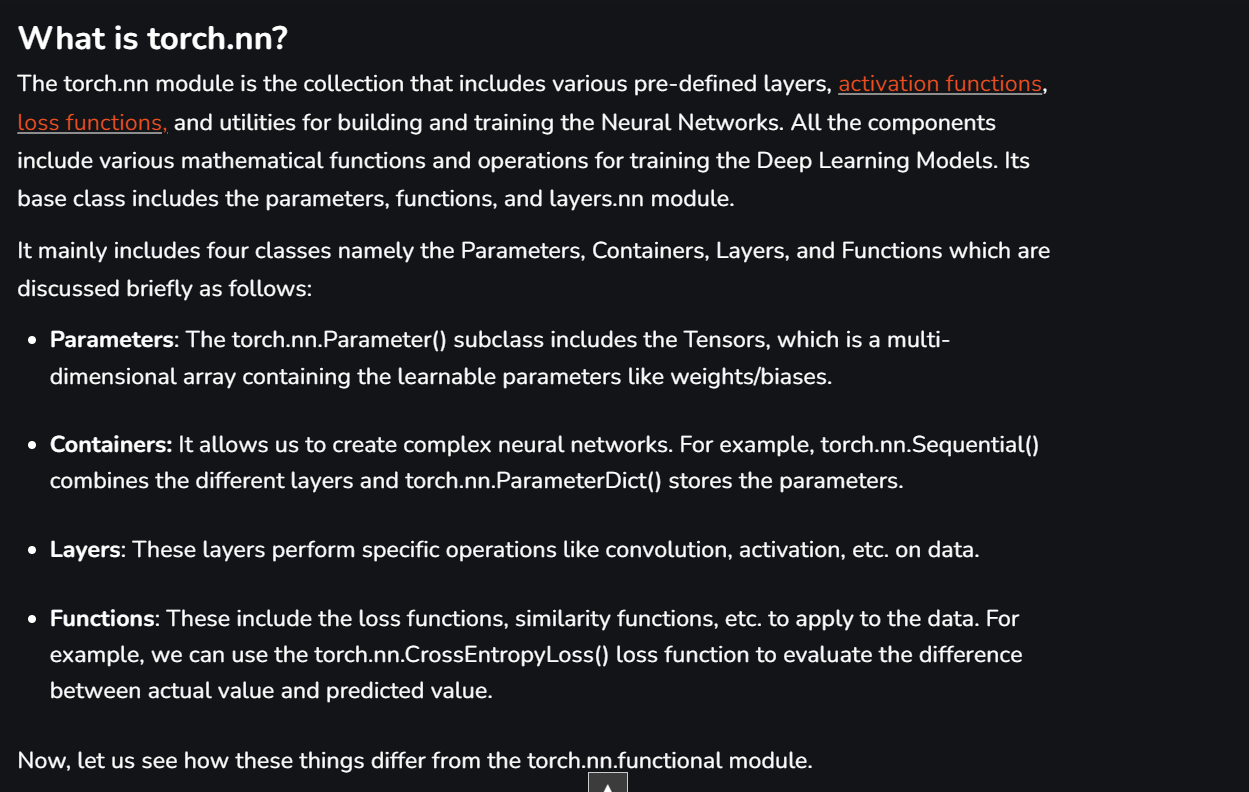 What is torch.nn?
The torch.nn module is the collection that includes various pre-defined layers, activation functions,
loss functions, and utilities for building and training the Neural Networks. All the components
include various mathematical functions and operations for training the Deep Learning Models. Its
base class includes the parameters, functions, and layers.nn module.
It mainly includes four classes namely the Parameters, Containers, Layers, and Functions which are
discussed briefly as follows:
• Parameters: The torch.nn.Parameter() subclass includes the Tensors, which is a multi-
dimensional array containing the learnable parameters like weights/biases.
• Containers: It allows us to create complex neural networks. For example, torch.nn.Sequential()
combines the different layers and torch.nn.ParameterDict() stores the parameters.
• Layers: These layers perform specific operations like convolution, activation, etc. on data.
• Functions: These include the loss functions, similarity functions, etc. to apply to the data. For
example, we can use the torch.nn.CrossEntropyLoss() loss function to evaluate the difference
between actual value and predicted value.
Now, let us see how these things differ from the torch.nn.functional module.